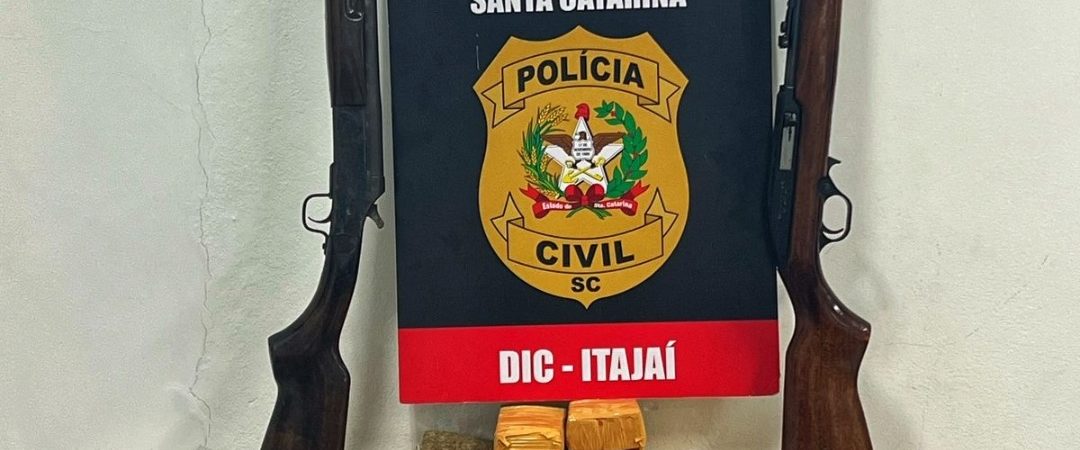 SANTA CATARINA
POLÍCIA
Estado de Sta. Catarina
CIVIL
SC
DIC - ITAJAÍ